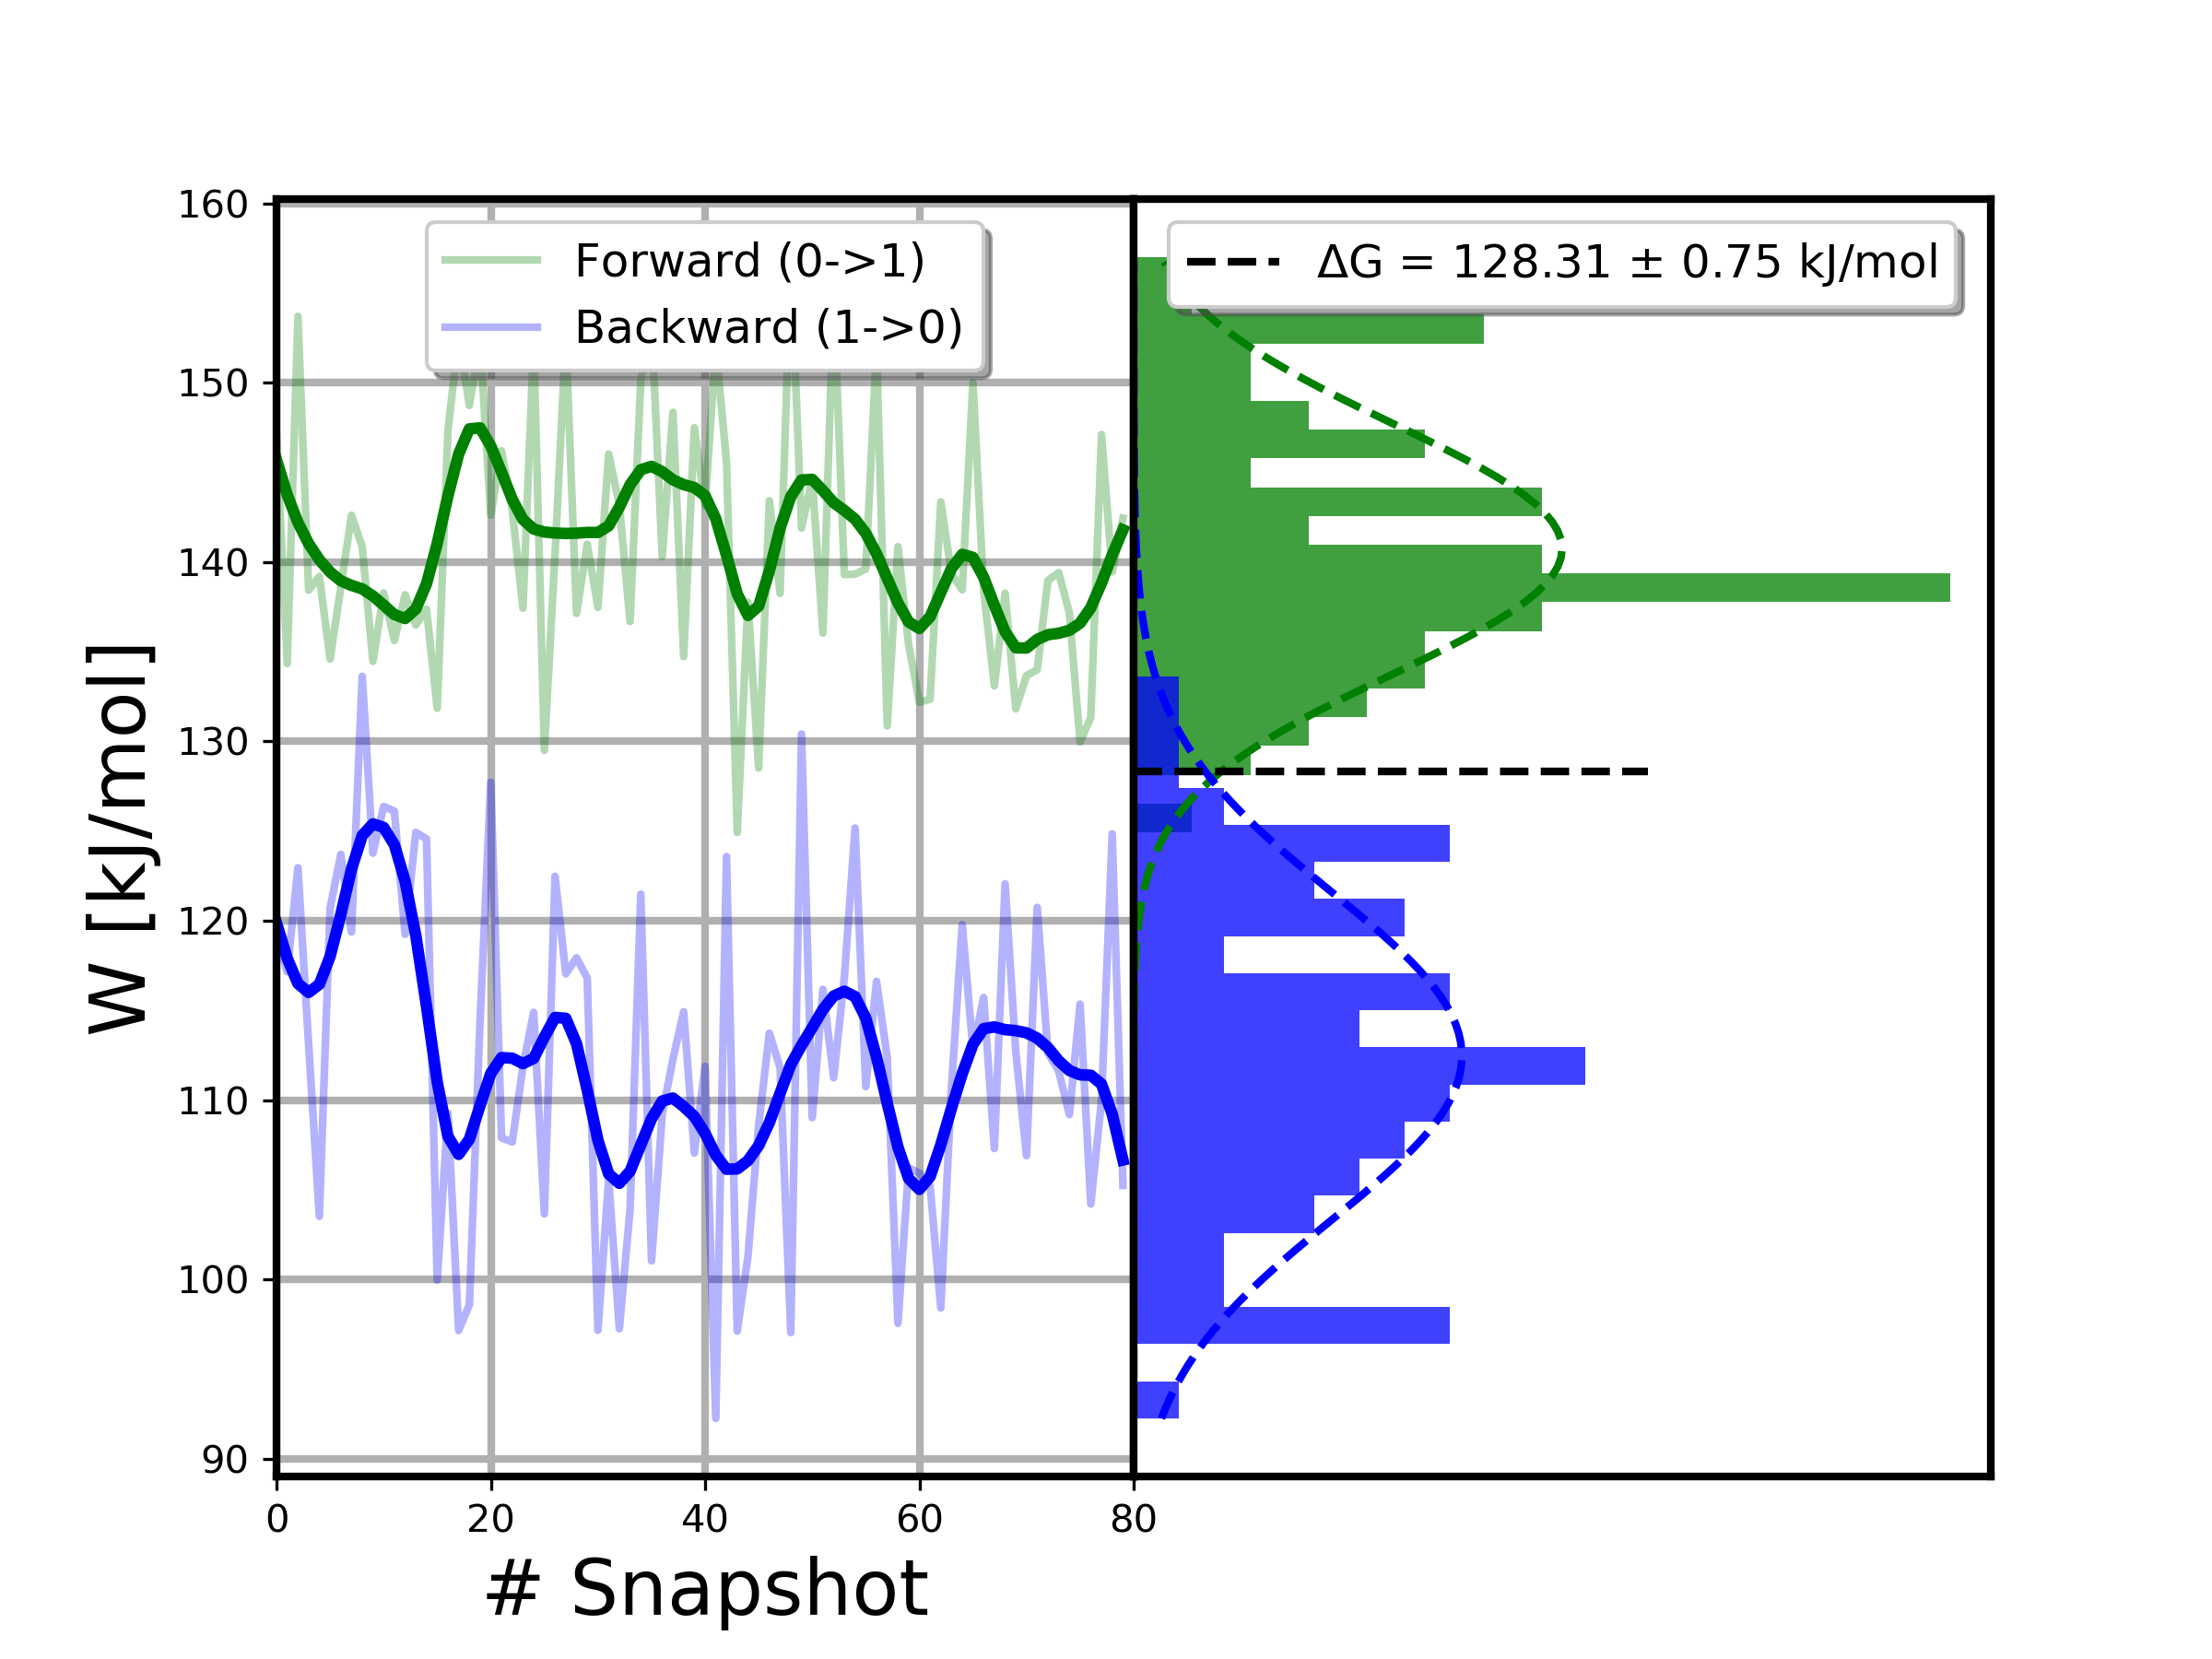 Forward (0->1)
Backward (1->0)
ΔG = 128.31 ± 0.75 kJ/mol
W [kJ/mol]
160
150
140
130
120
110
100
90
0 20 40 60 80
# Snapshot